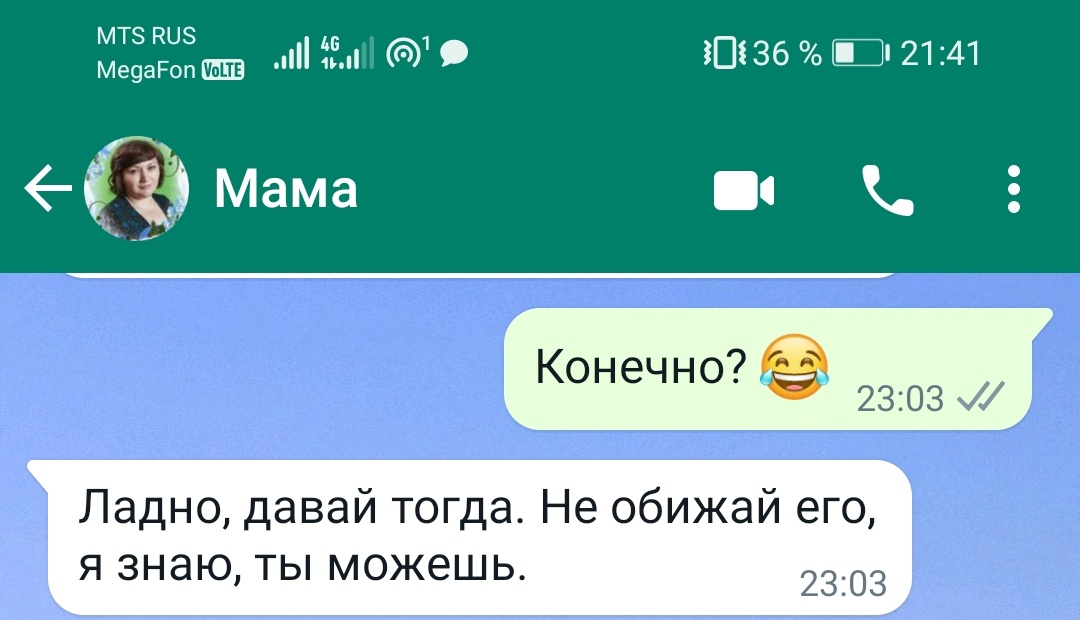 MTS RUS
MegaFon VoLTE
4G
1
36 % 21:41
Мама
Конечно? 😂
23:03
Ладно, давай тогда. Не обижай его,
я знаю, ты можешь.
23:03